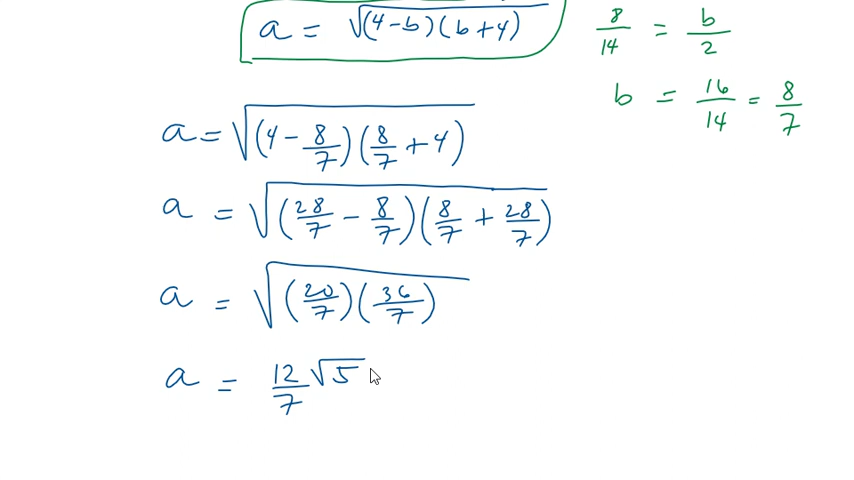 a = √(4-b)(b+4)
8/14 = b/2
b = 16/14 = 8/7
a = √(4 - 8/7)(8/7 + 4)
a = √(28/7 - 8/7)(8/7 + 28/7)
a = √(20/7)(36/7)
a = 12/7 √5